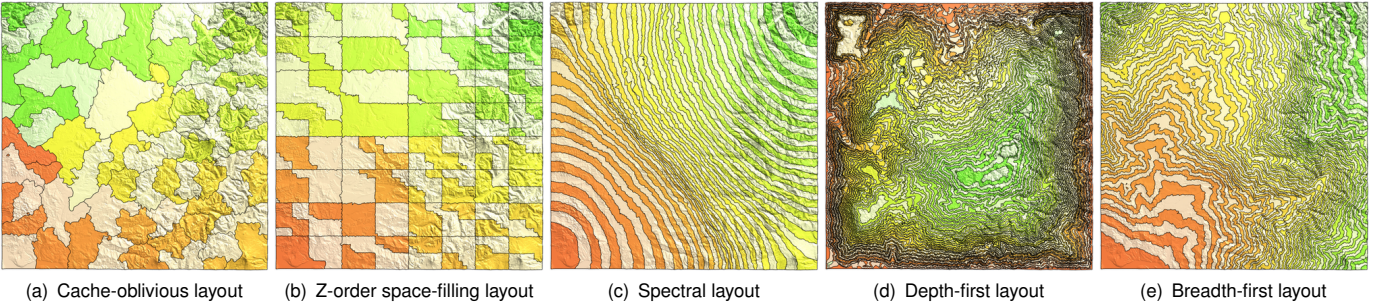 (a) Cache-oblivious layout
(b) Z-order space-filling layout
(c) Spectral layout
(d) Depth-first layout
(e) Breadth-first layout